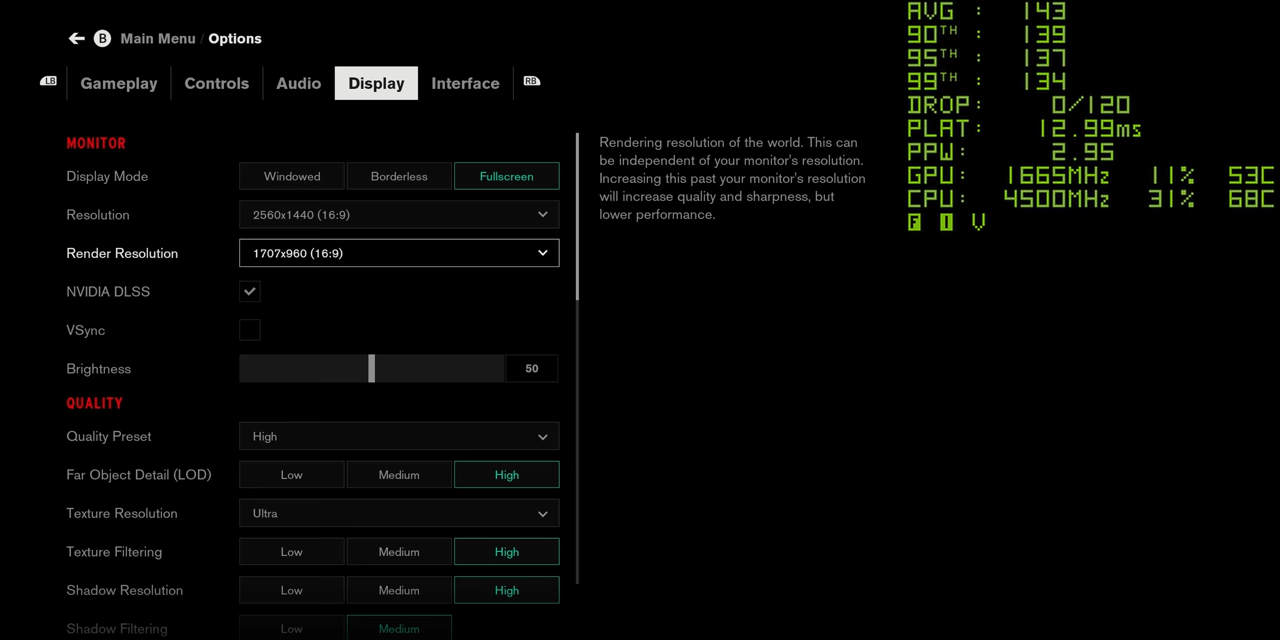 B Main Menu / Options
LB Gameplay Controls Audio Display Interface RB
MONITOR
Display Mode Windowed Borderless Fullscreen
Resolution 2560x1440 (16:9)
Render Resolution 1707x960 (16:9)
NVIDIA DLSS
VSync
Brightness 50
QUALITY
Quality Preset High
Far Object Detail (LOD) Low Medium High
Texture Resolution Ultra
Texture Filtering Low Medium High
Shadow Resolution Low Medium High
Shadow Filtering Low Medium
Rendering resolution of the world. This can
be independent of your monitor's resolution.
Increasing this past your monitor's resolution
will increase quality and sharpness, but
lower performance.
AVG : 143
90TH : 139
95TH : 137
99TH : 134
DROP: 0/120
PLAT: 12.99ms
PPW: 2.95
GPU: 1665MHz 11% 53C
CPU: 4500MHz 31% 68C
F I V